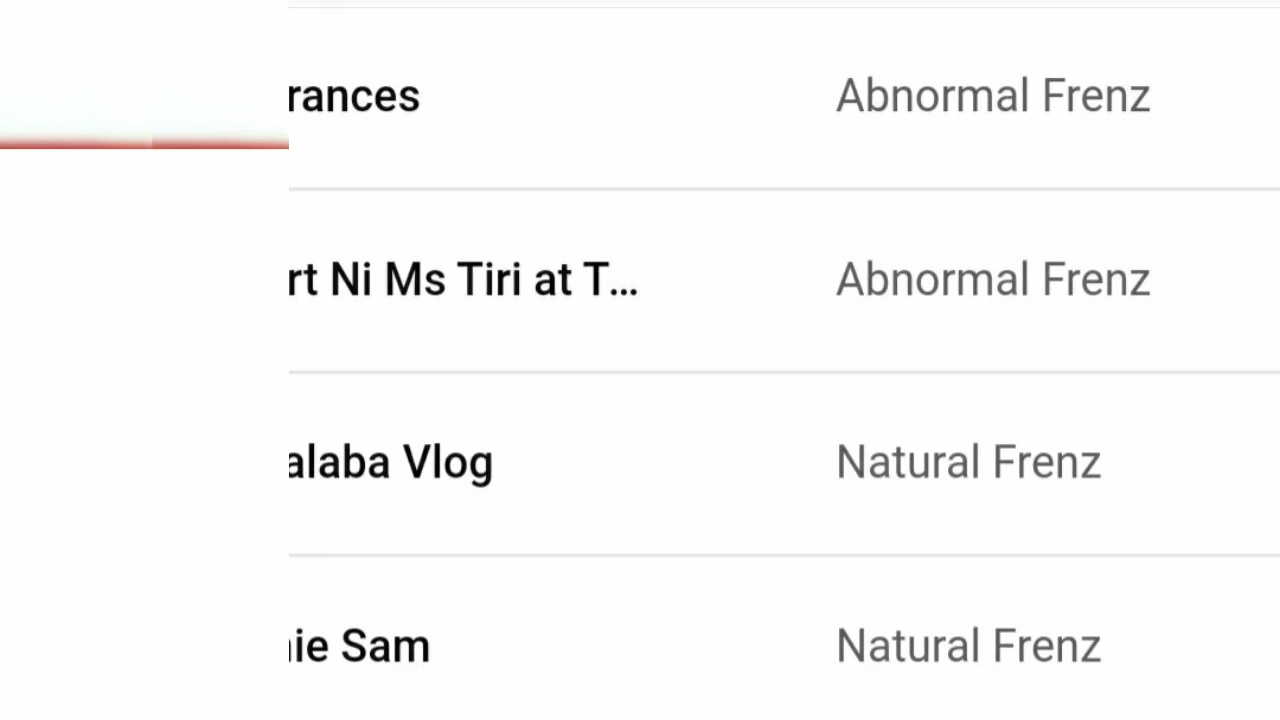 rances Abnormal Frenz
rt Ni Ms Tiri at T... Abnormal Frenz
alaba Vlog Natural Frenz
ie Sam Natural Frenz